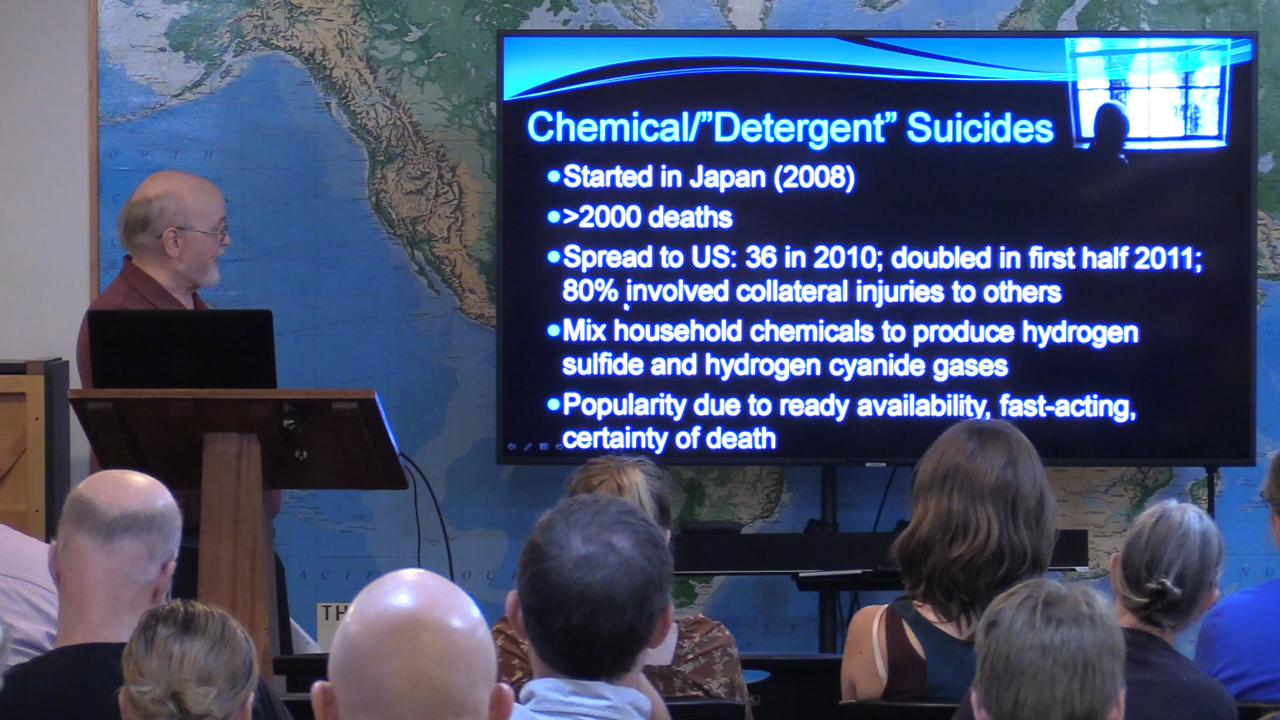 Chemical/”Detergent” Suicides
•Started in Japan (2008)
•>2000 deaths
•Spread to US: 36 in 2010; doubled in first half 2011;
80% involved collateral injuries to others
•Mix household chemicals to produce hydrogen
sulfide and hydrogen cyanide gases
•Popularity due to ready availability, fast-acting,
certainty of death
TH